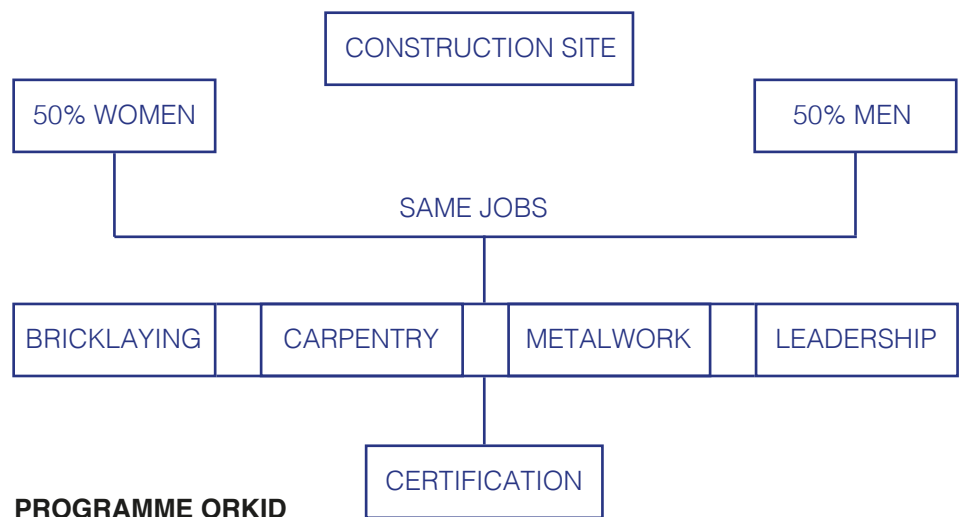 CONSTRUCTION SITE
50% WOMEN
50% MEN
SAME JOBS
BRICKLAYING
CARPENTRY
METALWORK
LEADERSHIP
CERTIFICATION
PROGRAMME ORKID